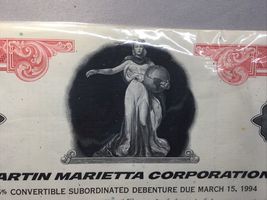 ARTIN MARIETTA CORPORATION
% CONVERTIBLE SUBORDINATED DEBENTURE DUE MARCH 15, 1994